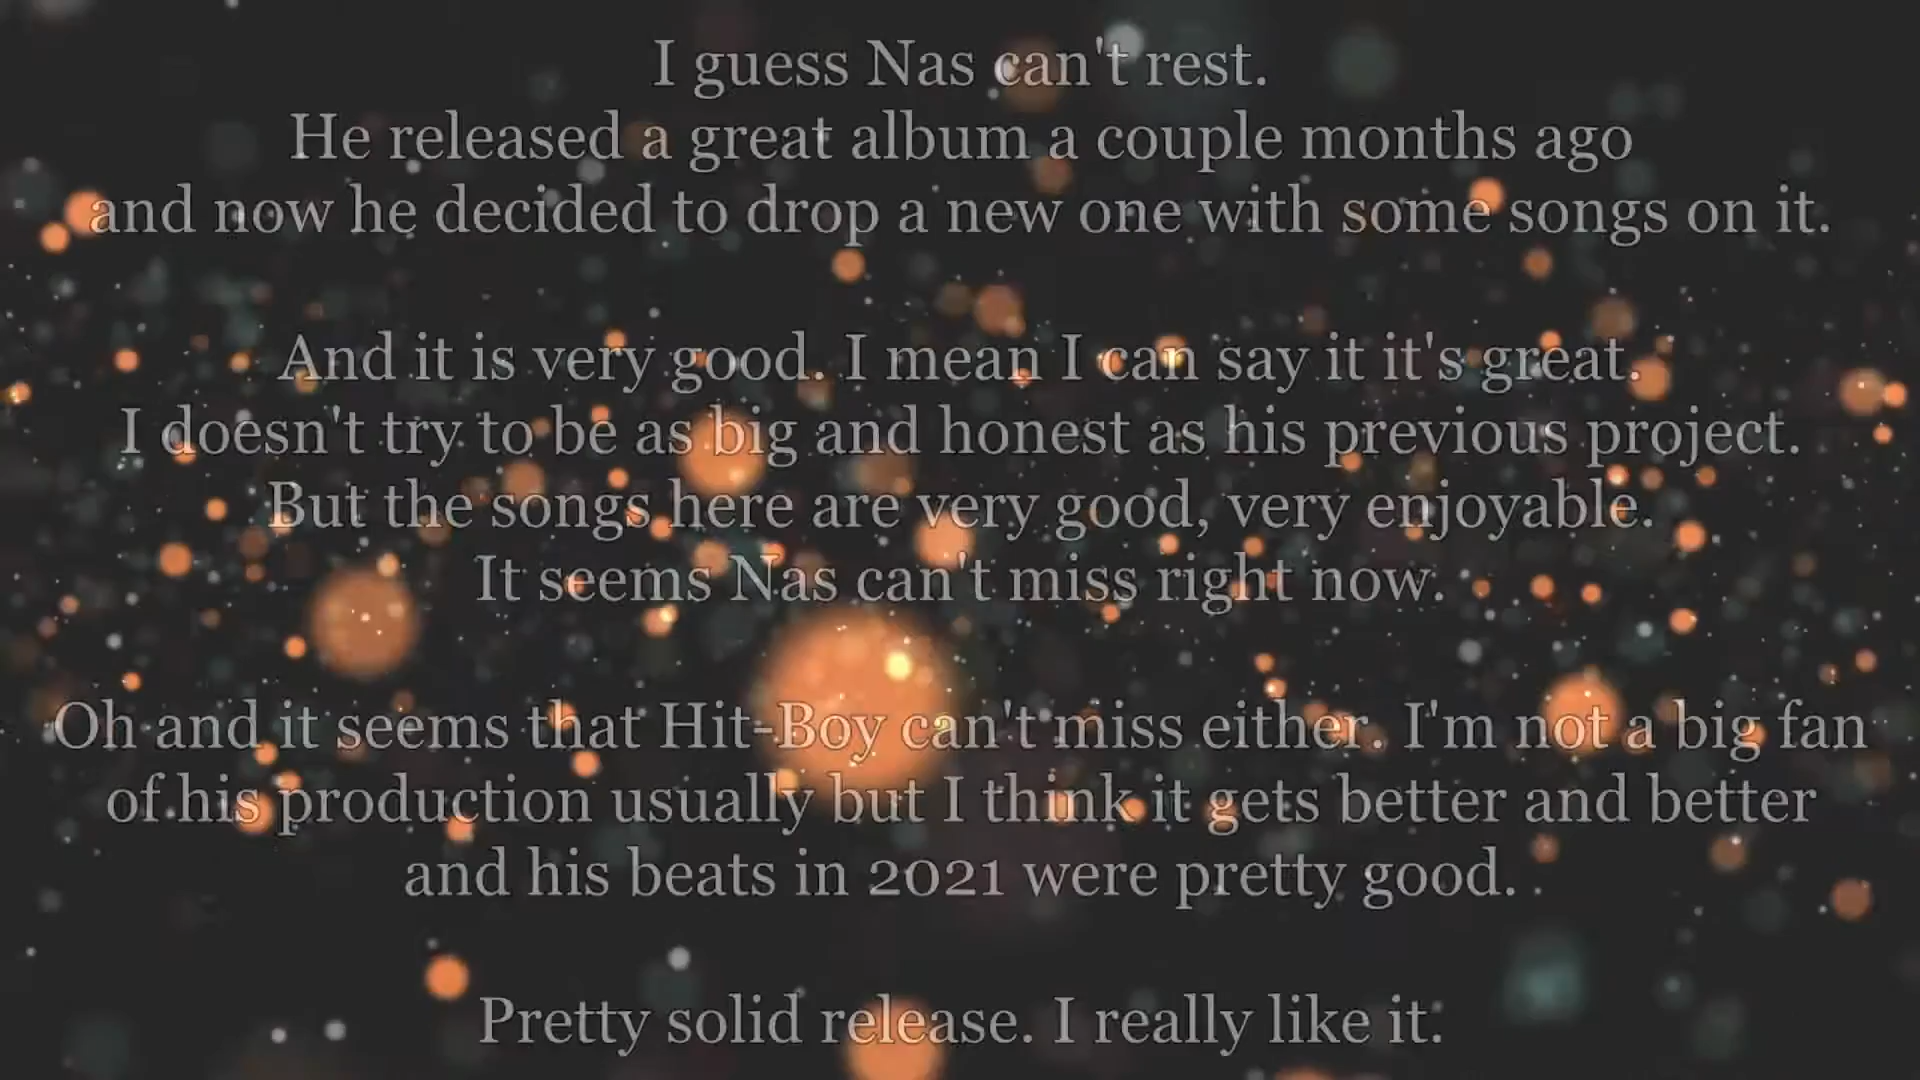 I guess Nas can't rest.
He released a great album a couple months ago
and now he decided to drop a new one with some songs on it.
And it is very good. I mean I can say it it's great.
I doesn't try to be as big and honest as his previous project.
But the songs here are very good, very enjoyable.
It seems Nas can't miss right now.
Oh and it seems that Hit-Boy can't miss either. I'm not a big fan
of his production usually but I think it gets better and better
and his beats in 2021 were pretty good.
Pretty solid release. I really like it.